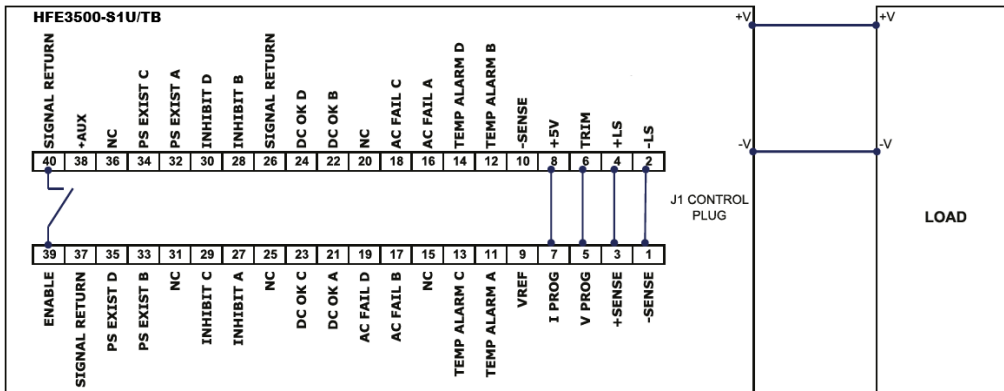 HFE3500-S1U/TB
SIGNAL RETURN
+AUX
NC
PS EXIST C
PS EXIST A
INHIBIT D
INHIBIT B
SIGNAL RETURN
DC OK D
DC OK B
NC
AC FAIL C
AC FAIL A
TEMP ALARM D
TEMP ALARM B
-SENSE
+5V
TRIM
+LS
-LS
40 38 36 34 32 30 28 26 24 22 20 18 16 14 12 10 8 6 4 2
39 37 35 33 31 29 27 25 23 21 19 17 15 13 11 9 7 5 3 1
ENABLE
SIGNAL RETURN
PS EXIST D
PS EXIST B
NC
INHIBIT C
INHIBIT A
NC
DC OK C
DC OK A
AC FAIL D
AC FAIL B
NC
TEMP ALARM C
TEMP ALARM A
VREF
I PROG
V PROG
+SENSE
-SENSE
+V
+V
-V
-V
J1 CONTROL
PLUG
LOAD